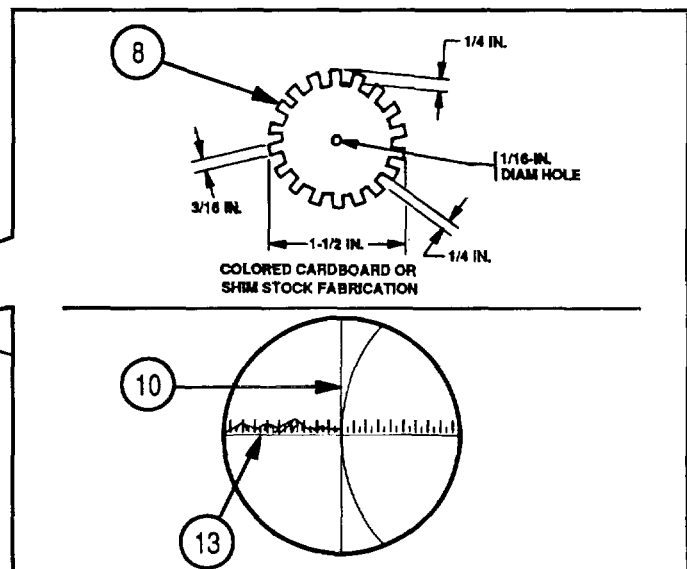 8
1/4 IN.
1/16-IN.
DIAM HOLE
3/16 IN.
1-1/2 IN.
1/4 IN.
COLORED CARDBOARD OR
SHIM STOCK FABRICATION
10
13